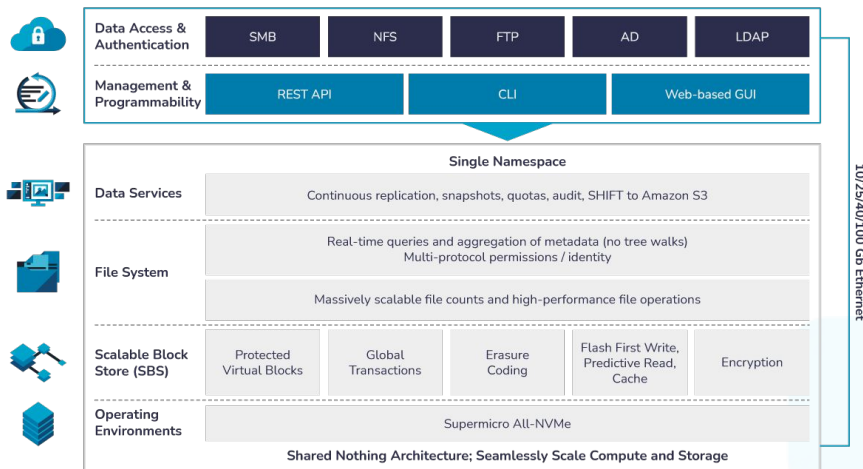 Data Access &
Authentication
SMB
NFS
FTP
AD
LDAP
Management &
Programmability
REST API
CLI
Web-based GUI
Single Namespace
Data Services
Continuous replication, snapshots, quotas, audit, SHIFT to Amazon S3
File System
Real-time queries and aggregation of metadata (no tree walks)
Multi-protocol permissions / identity
Massively scalable file counts and high-performance file operations
Scalable Block
Store (SBS)
Protected
Virtual Blocks
Global
Transactions
Erasure
Coding
Flash First Write,
Predictive Read,
Cache
Encryption
Operating
Environments
Supermicro All-NVMe
Shared Nothing Architecture; Seamlessly Scale Compute and Storage
10/25/40/100 Gb Ethernet